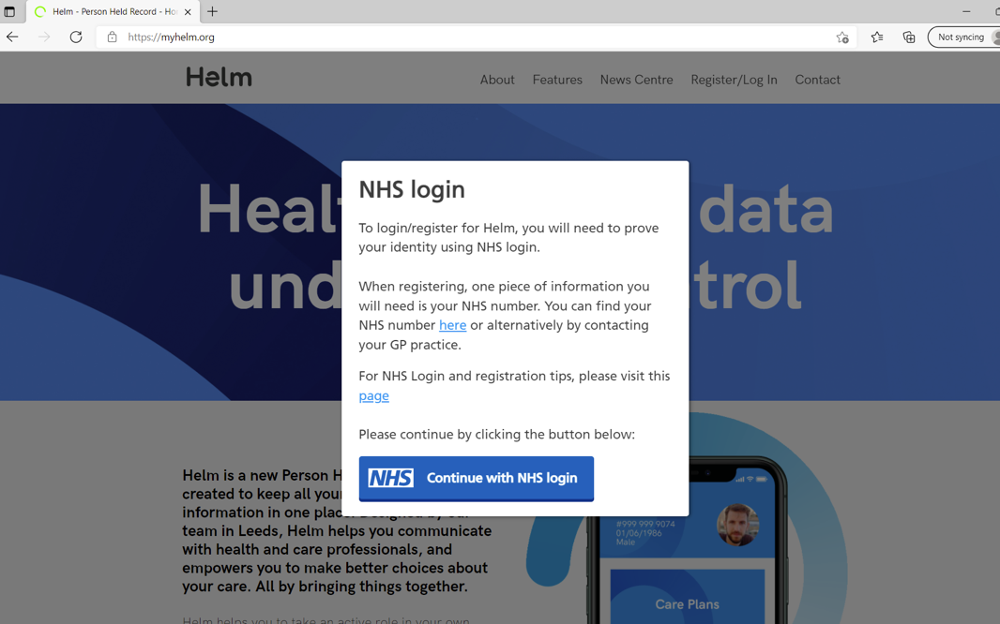 Helm - Person Held Record - Ho
https://myhelm.org
Not syncing
Helm
About Features News Centre Register/Log In Contact
Heal data
und trol
NHS login
To login/register for Helm, you will need to prove
your identity using NHS login.
When registering, one piece of information you
will need is your NHS number. You can find your
NHS number here or alternatively by contacting
your GP practice.
For NHS Login and registration tips, please visit this
page
Please continue by clicking the button below:
NHS Continue with NHS login
Helm is a new Person H
created to keep all your
information in one place. Designed by our
team in Leeds, Helm helps you communicate
with health and care professionals, and
empowers you to make better choices about
your care. All by bringing things together.
Helm helps you to take an active role in your own
#999 999 9074
01/06/1986
Male
Care Plans